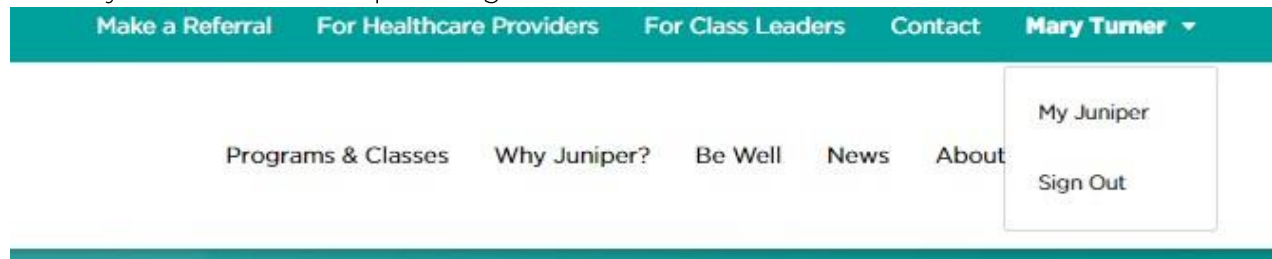 Make a Referral For Healthcare Providers For Class Leaders Contact Mary Turner
My Juniper
Programs & Classes Why Juniper? Be Well News About
Sign Out